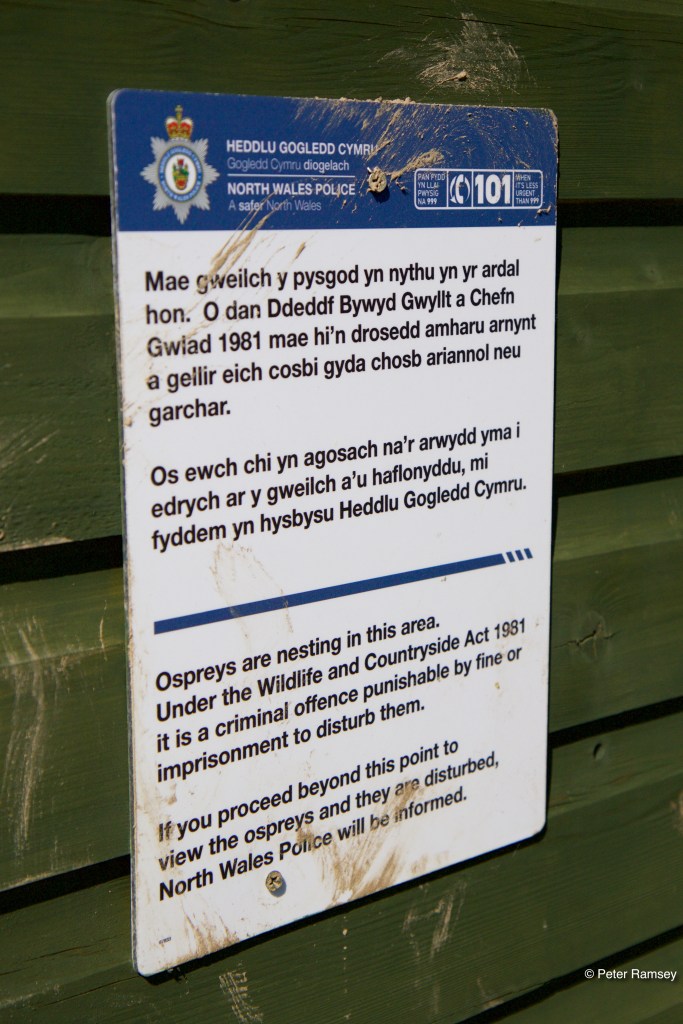 HEDDLU GOGLEDD CYMRU
Gogledd Cymru diogelach
NORTH WALES POLICE
A safer North Wales
PAN FYDD
YN LLAI
PWYSIG
NA 999
101
WHEN
IT'S LESS
URGENT
THAN 999
Mae gweilch y pysgod yn nythu yn yr ardal
hon. O dan Ddeddf Bywyd Gwyllt a Chefn
Gwlad 1981 mae hi'n drosedd amharu arnynt
a gellir eich cosbi gyda chosb ariannol neu
garchar.
Os ewch chi yn agosach na'r arwydd yma i
edrych ar y gweilch a'u haflonyddu, mi
fyddem yn hysbysu Heddlu Gogledd Cymru.
Ospreys are nesting in this area.
Under the Wildlife and Countryside Act 1981
it is a criminal offence punishable by fine or
imprisonment to disturb them.
If you proceed beyond this point to
view the ospreys and they are disturbed,
North Wales Police will be informed.
© Peter Ramsey